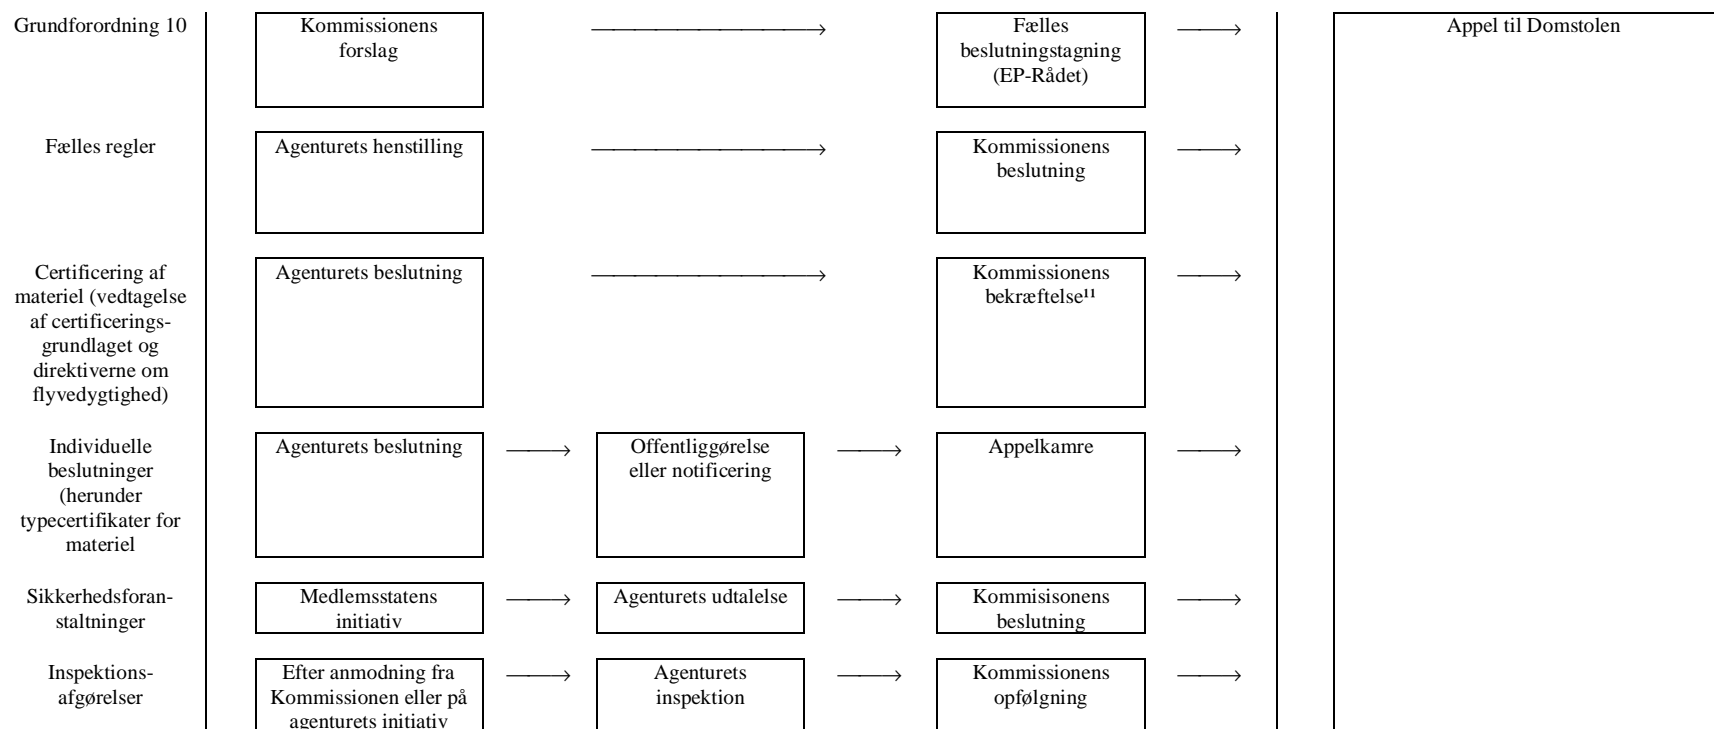 Grundforordning 10
Kommissionens
forslag
Fælles
beslutningstagning
(EP-Rådet)
Appel til Domstolen
Fælles regler
Agenturets henstilling
Kommissionens
beslutning
Certificering af
materiel (vedtagelse
af certificerings-
grundlaget og
direktiverne om
flyvedygtighed)
Agenturets beslutning
Kommissionens
bekræftelse¹¹
Individuelle
beslutninger
(herunder
typecertifikater for
materiel
Agenturets beslutning
Offentliggørelse
eller notificering
Appelkamre
Sikkerhedsforan-
staltninger
Medlemsstatens
initiativ
Agenturets udtalelse
Kommisisonens
beslutning
Inspektions-
afgørelser
Efter anmodning fra
Kommissionen eller på
agenturets initiativ
Agenturets
inspektion
Kommissionens
opfølgning